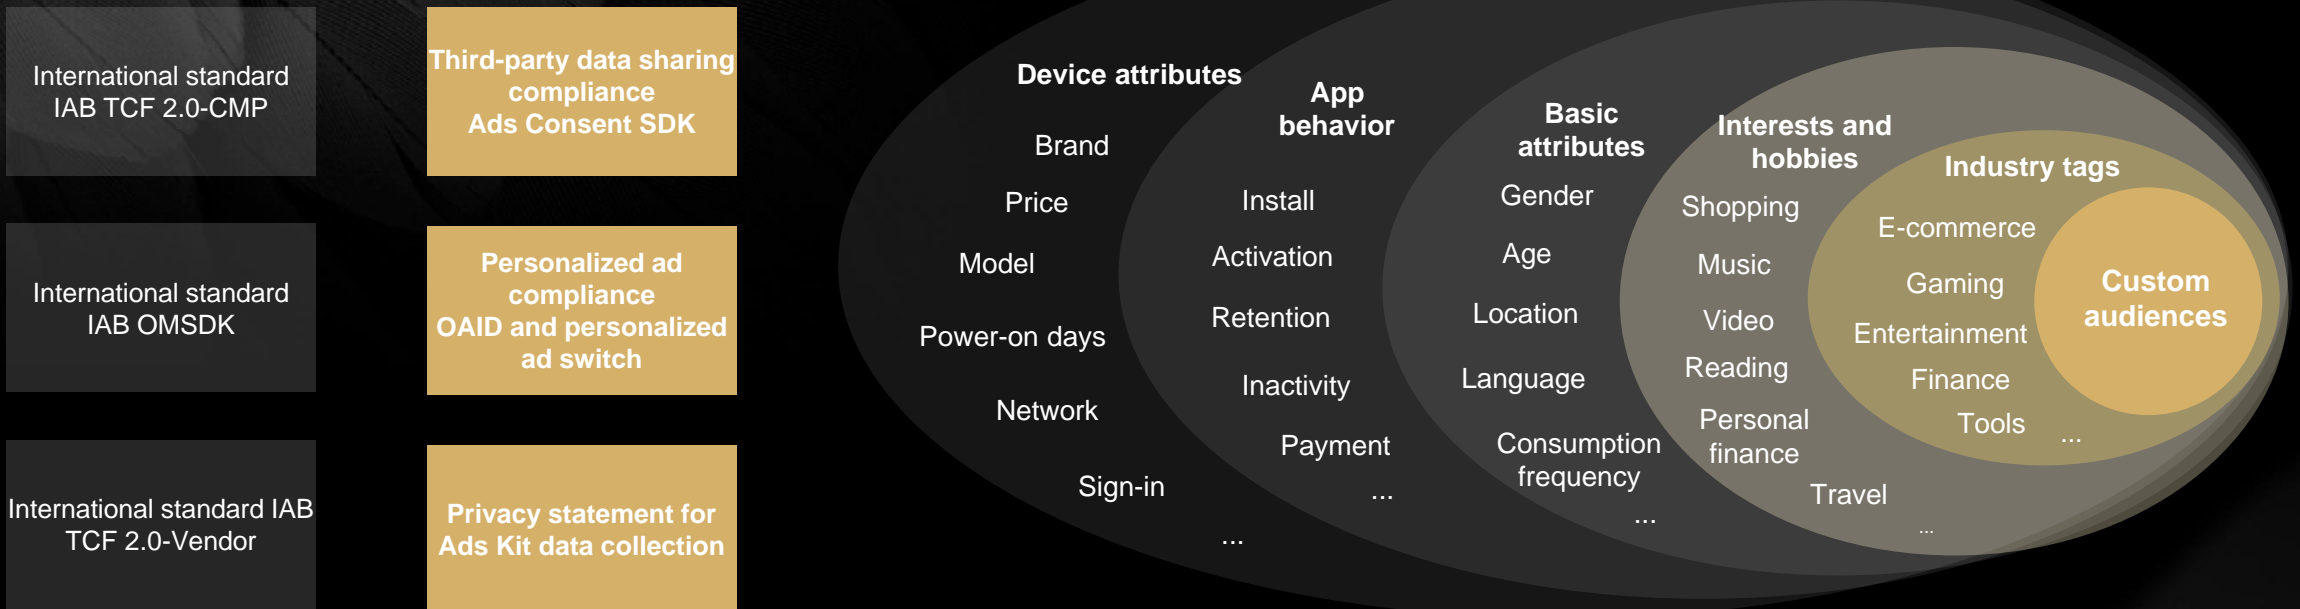 International standard
IAB TCF 2.0-CMP
Third-party data sharing
compliance
Ads Consent SDK
International standard
IAB OMSDK
Personalized ad
compliance
OAID and personalized
ad switch
International standard IAB
TCF 2.0-Vendor
Privacy statement for
Ads Kit data collection
Device attributes
Brand
Price
Model
Power-on days
Network
Sign-in
...
App
behavior
Install
Activation
Retention
Inactivity
Payment
...
Basic
attributes
Gender
Age
Location
Language
Consumption
frequency
...
Interests and
hobbies
Shopping
Music
Video
Reading
Personal
finance
Travel
...
Industry tags
E-commerce
Gaming
Entertainment
Finance
Tools
...
Custom
audiences